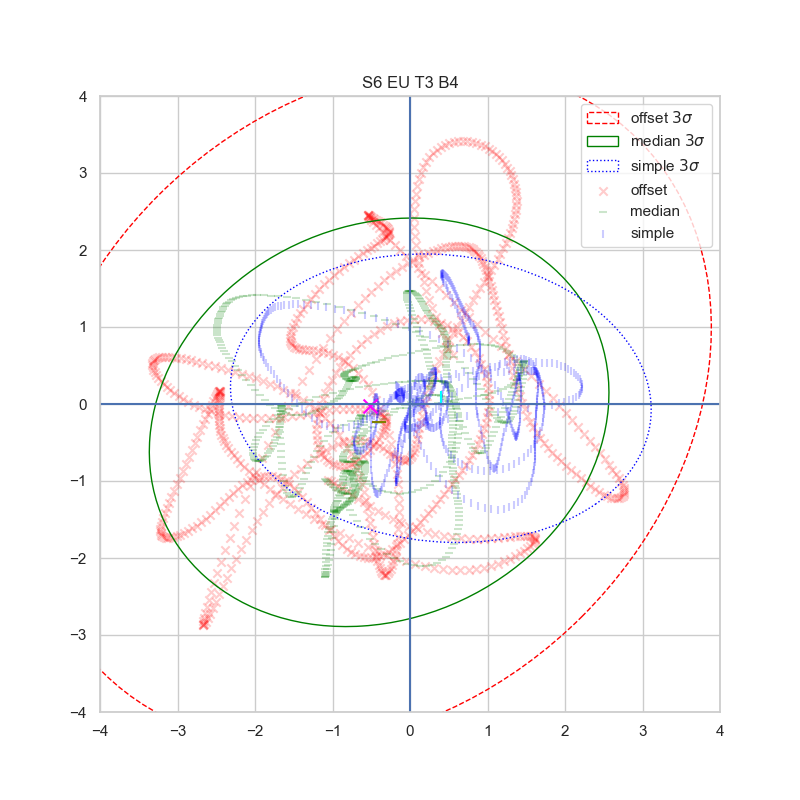 S6 EU T3 B4
offset 3σ
median 3σ
simple 3σ
offset
median
simple
4
3
2
1
0
−1
−2
−3
−4
−4 −3 −2 −1 0 1 2 3 4